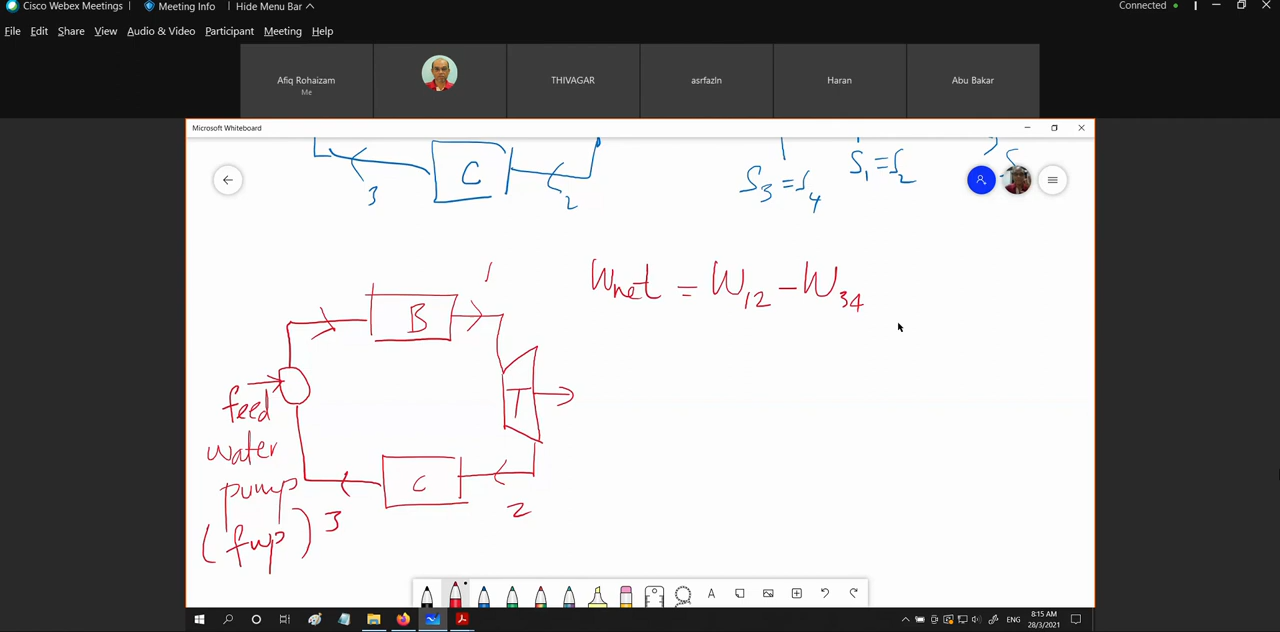 Cisco Webex Meetings | Meeting Info | Hide Menu Bar
Connected
File Edit Share View Audio & Video Participant Meeting Help
Afiq Rohaizam
Me
THIVAGAR
asrfazln
Haran
Abu Bakar
Microsoft Whiteboard
C
3
2
S3 = S4
S1 = S2
S
1
B
T
C
2
3
feed
water
pump
(fwp)
Wnet = W12 - W34
A
ENG
8:15 AM
28/3/2021